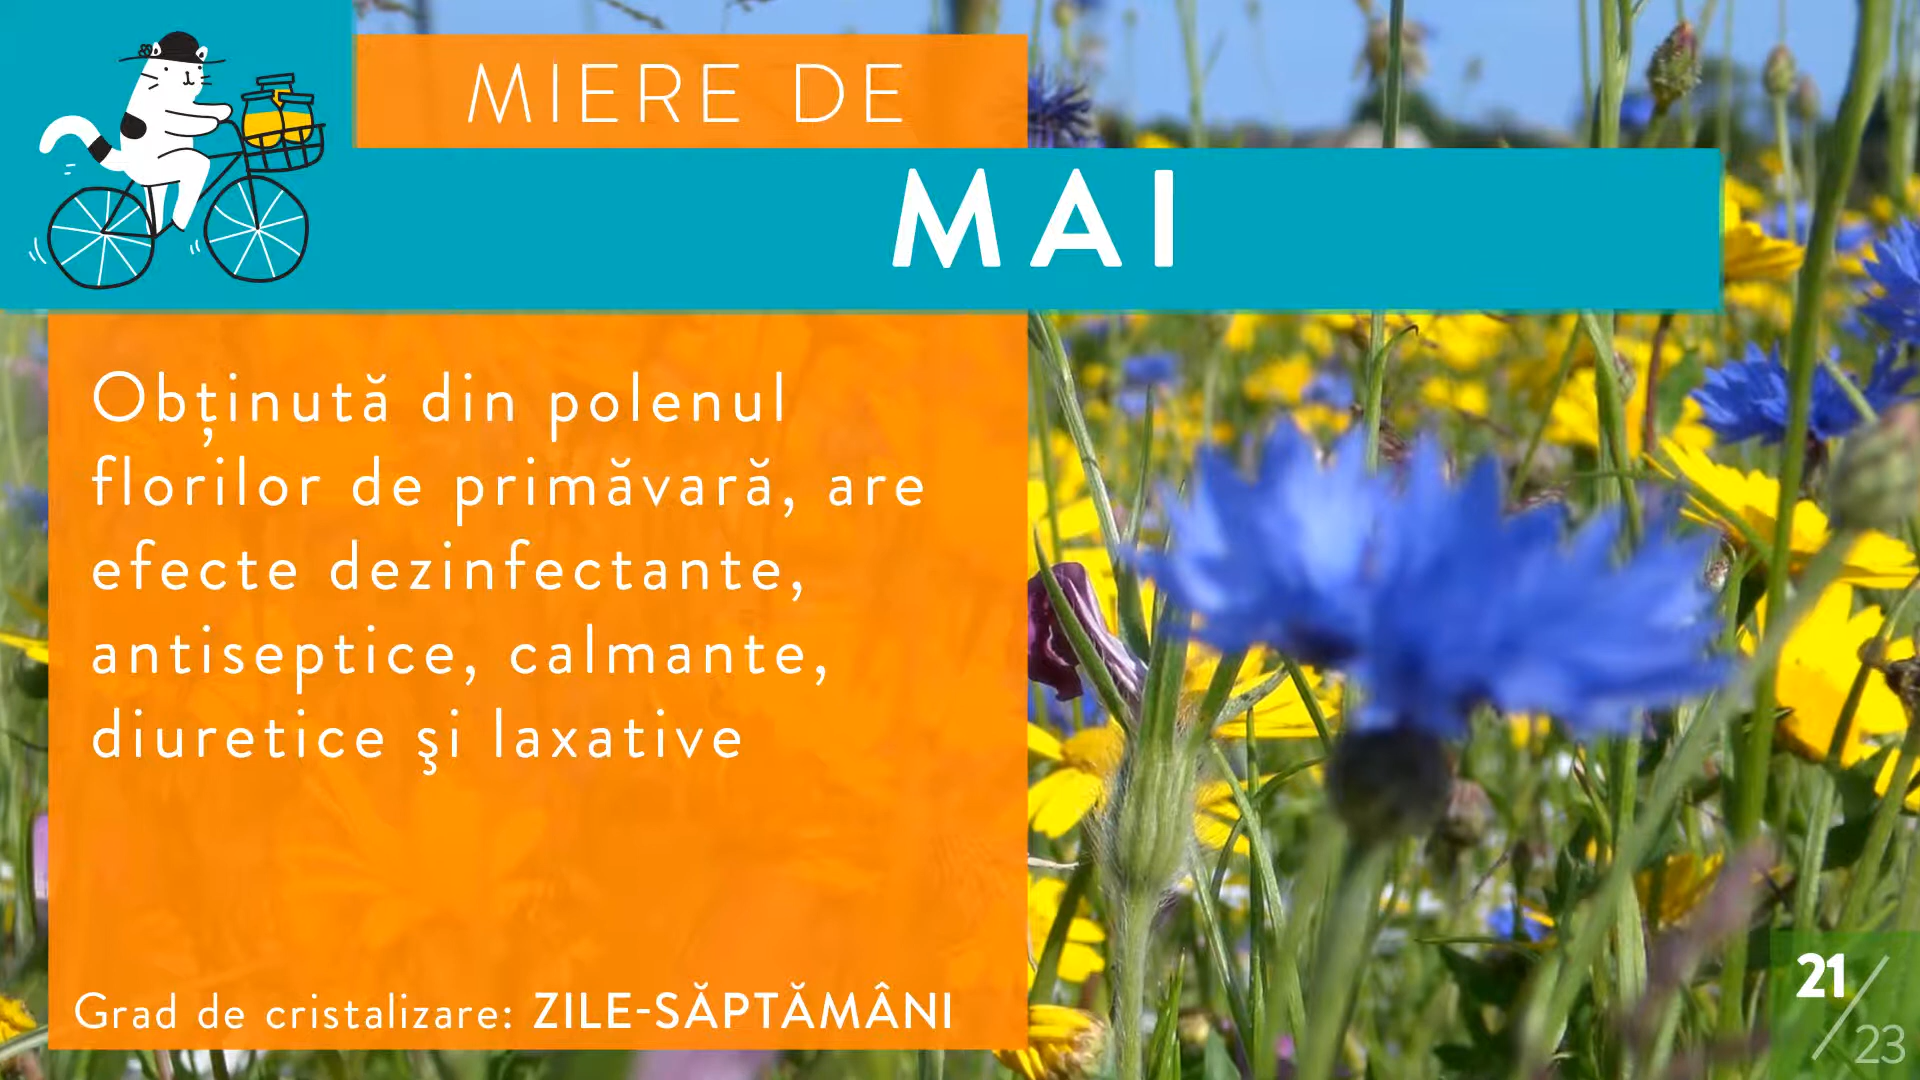 MIERE DE
MAI
Obținută din polenul
florilor de primăvară, are
efecte dezinfectante,
antiseptice, calmante,
diuretice şi laxative
Grad de cristalizare: ZILE-SĂPTĂMÂNI
21/23